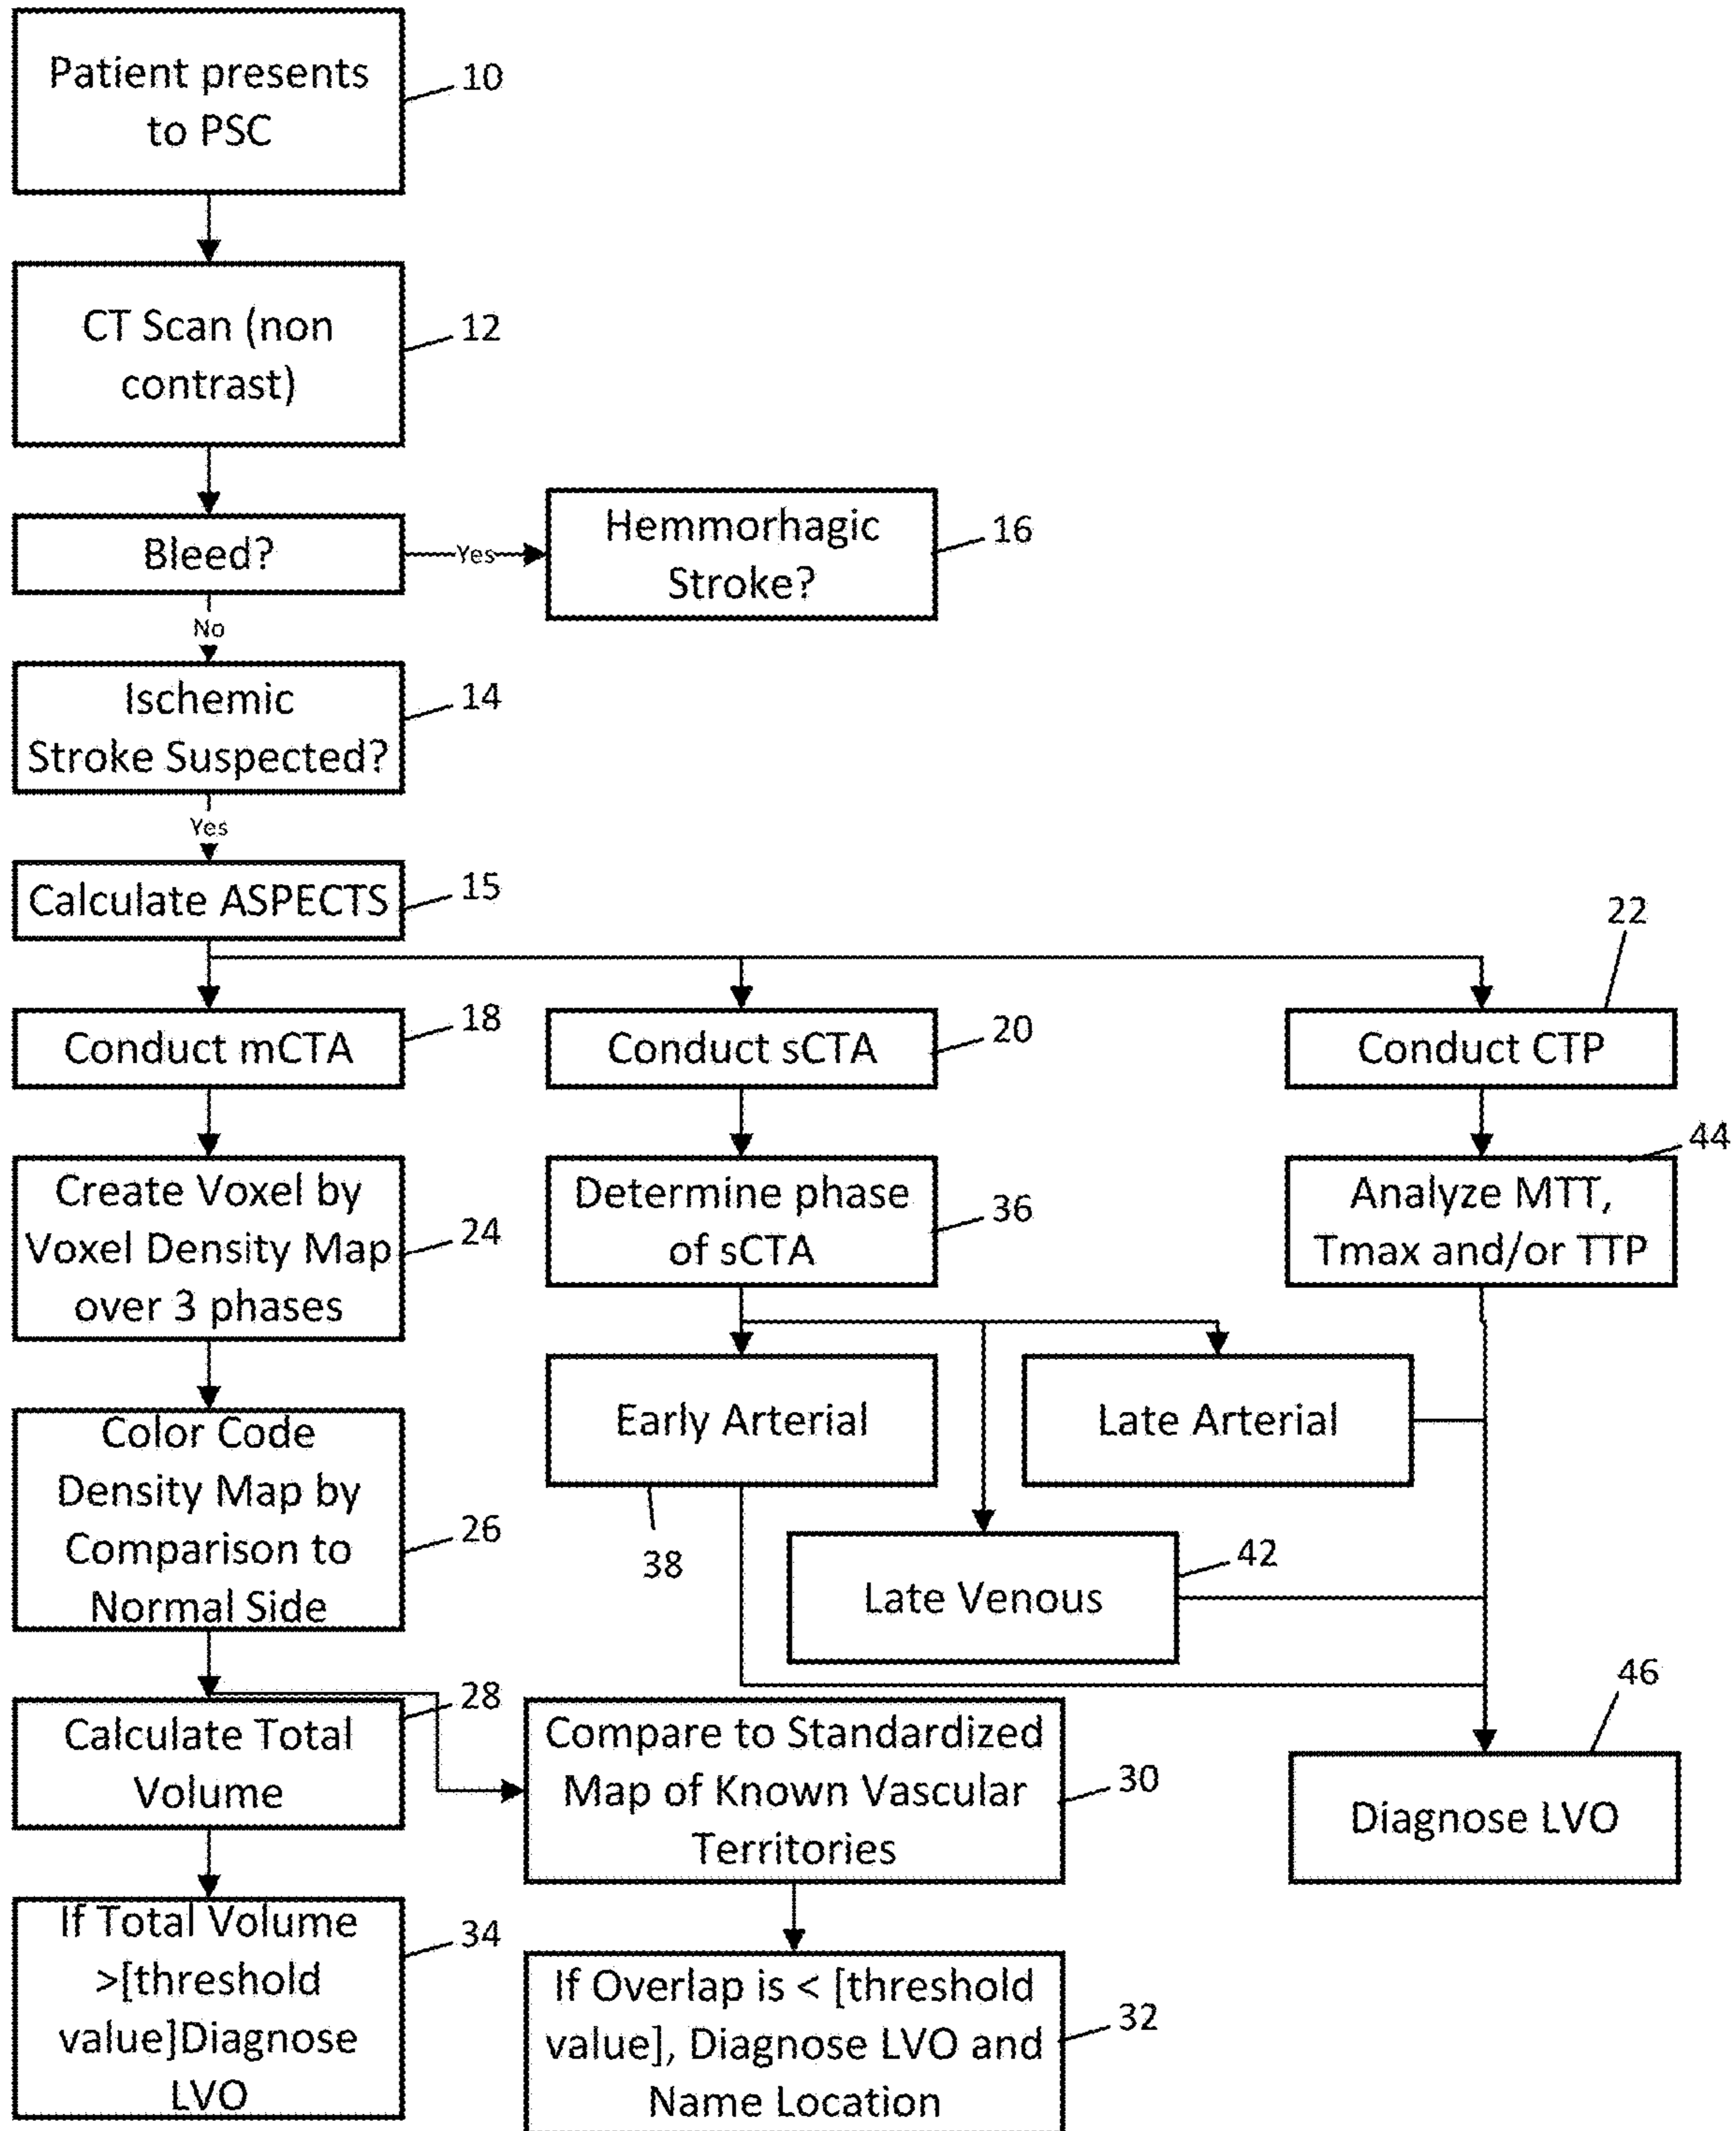 Patient presents
to PSC
10
CT Scan (non
contrast)
12
Bleed?
Yes
Hemmorhagic
Stroke?
16
No
Ischemic
Stroke Suspected?
14
Yes
Calculate ASPECTS
15
22
Conduct mCTA
18
Conduct sCTA
20
Conduct CTP
Create Voxel by
Voxel Density Map
over 3 phases
24
Determine phase
of sCTA
36
44
Analyze MTT,
Tmax and/or TTP
Early Arterial
38
Late Arterial
Color Code
Density Map by
Comparison to
Normal Side
26
Late Venous
42
Calculate Total
Volume
28
Compare to Standardized
Map of Known Vascular
Territories
30
46
Diagnose LVO
If Total Volume
>[threshold
value]Diagnose
LVO
34
If Overlap is < [threshold
value], Diagnose LVO and
Name Location
32